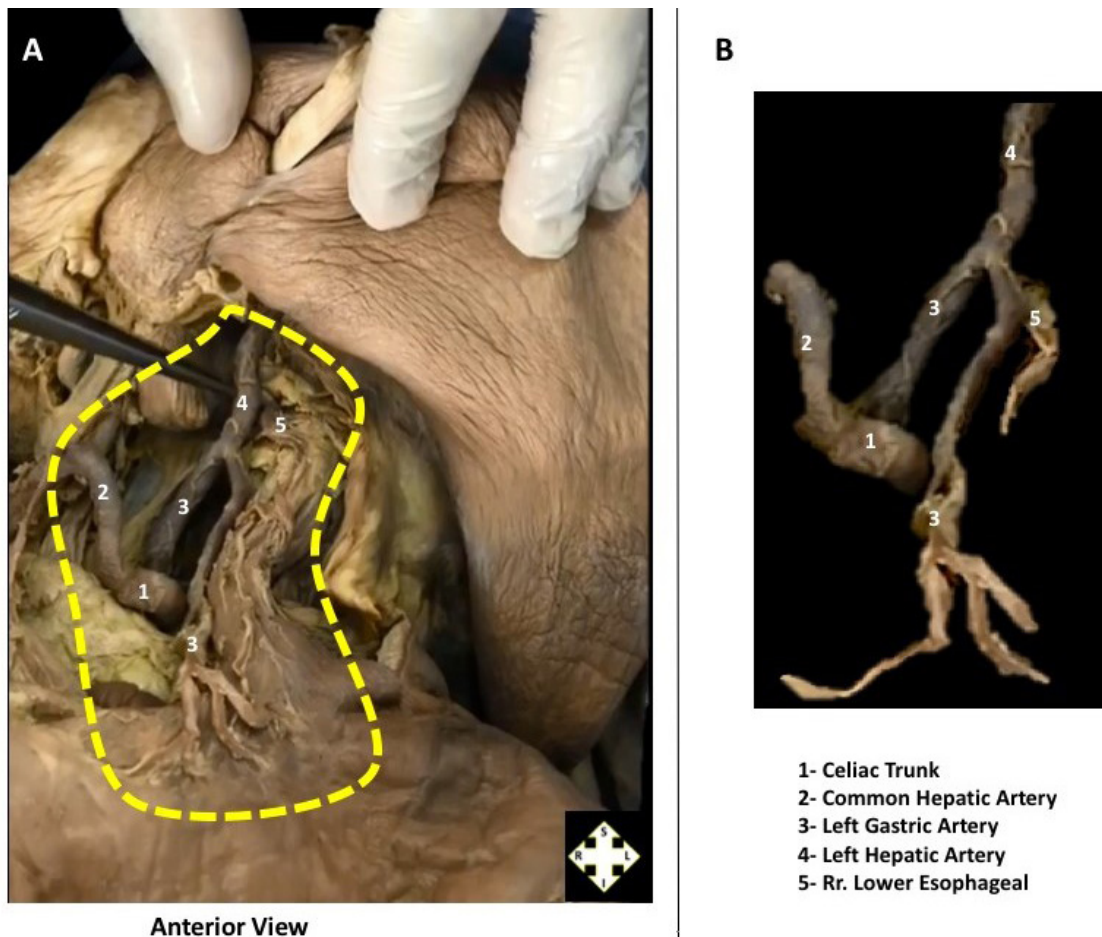 A
4
5
2
3
1
3
S
R L
I
Anterior View
B
4
3
5
2
1
3
1- Celiac Trunk
2- Common Hepatic Artery
3- Left Gastric Artery
4- Left Hepatic Artery
5- Rr. Lower Esophageal